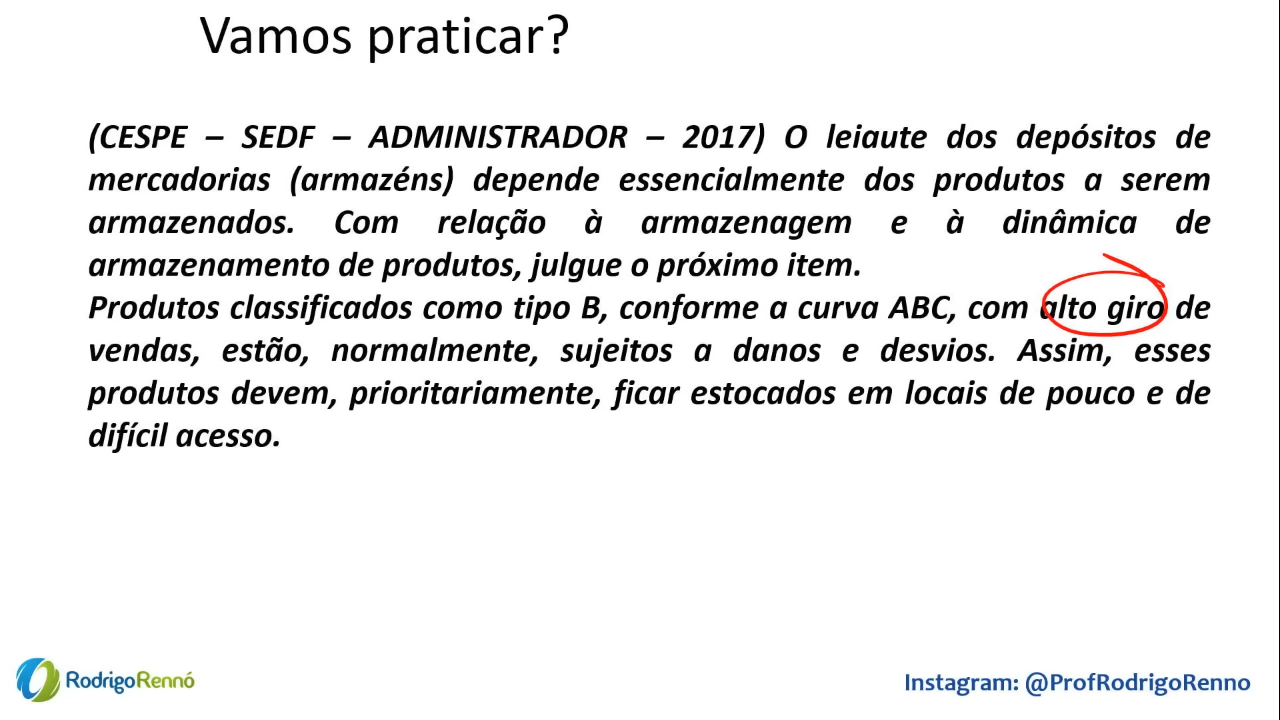 Vamos praticar?
(CESPE – SEDF – ADMINISTRADOR – 2017) O leiaute dos depósitos de
mercadorias (armazéns) depende essencialmente dos produtos a serem
armazenados. Com relação à armazenagem e à dinâmica de
armazenamento de produtos, julgue o próximo item.
Produtos classificados como tipo B, conforme a curva ABC, com alto giro de
vendas, estão, normalmente, sujeitos a danos e desvios. Assim, esses
produtos devem, prioritariamente, ficar estocados em locais de pouco e de
difícil acesso.
RodrigoRennó
Instagram: @ProfRodrigoRenno